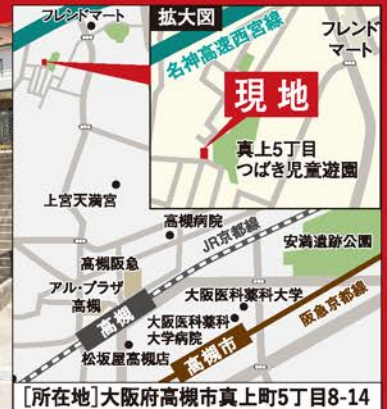 フレンドマート
拡大図
名神高速西宮線
フレンド
マート
現地
真上5丁目
つばき児童遊園
上宮天満宮
高槻病院
JR京都線
安満遺跡公園
高槻阪急
アル・プラザ
高槻
大阪医科薬科大学
阪急京都線
高槻
大阪医科薬科
大学病院
高槻市
松坂屋高槻店
[所在地]大阪府高槻市真上町5丁目8-14